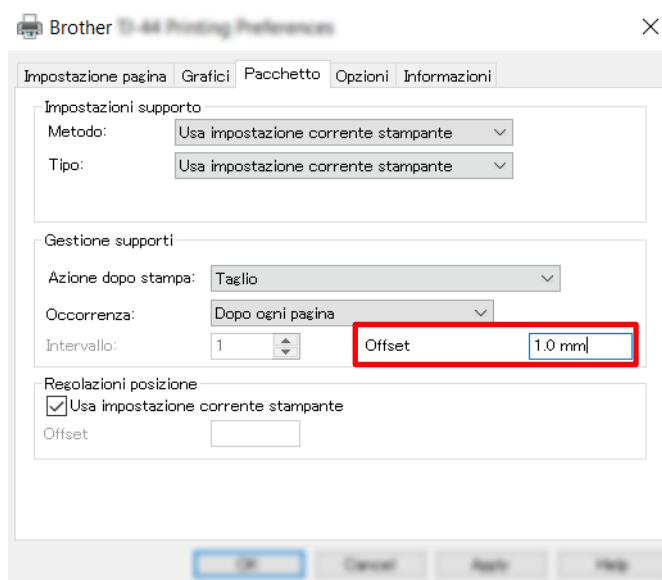 Brother
Impostazione pagina Grafici Pacchetto Opzioni Informazioni
Impostazioni supporto
Metodo: Usa impostazione corrente stampante
Tipo: Usa impostazione corrente stampante
Gestione supporti
Azione dopo stampa: Taglio
Occorrenza: Dopo ogni pagina
Intervallo: 1 Offset 1.0 mm
Regolazioni posizione
Usa impostazione corrente stampante
Offset